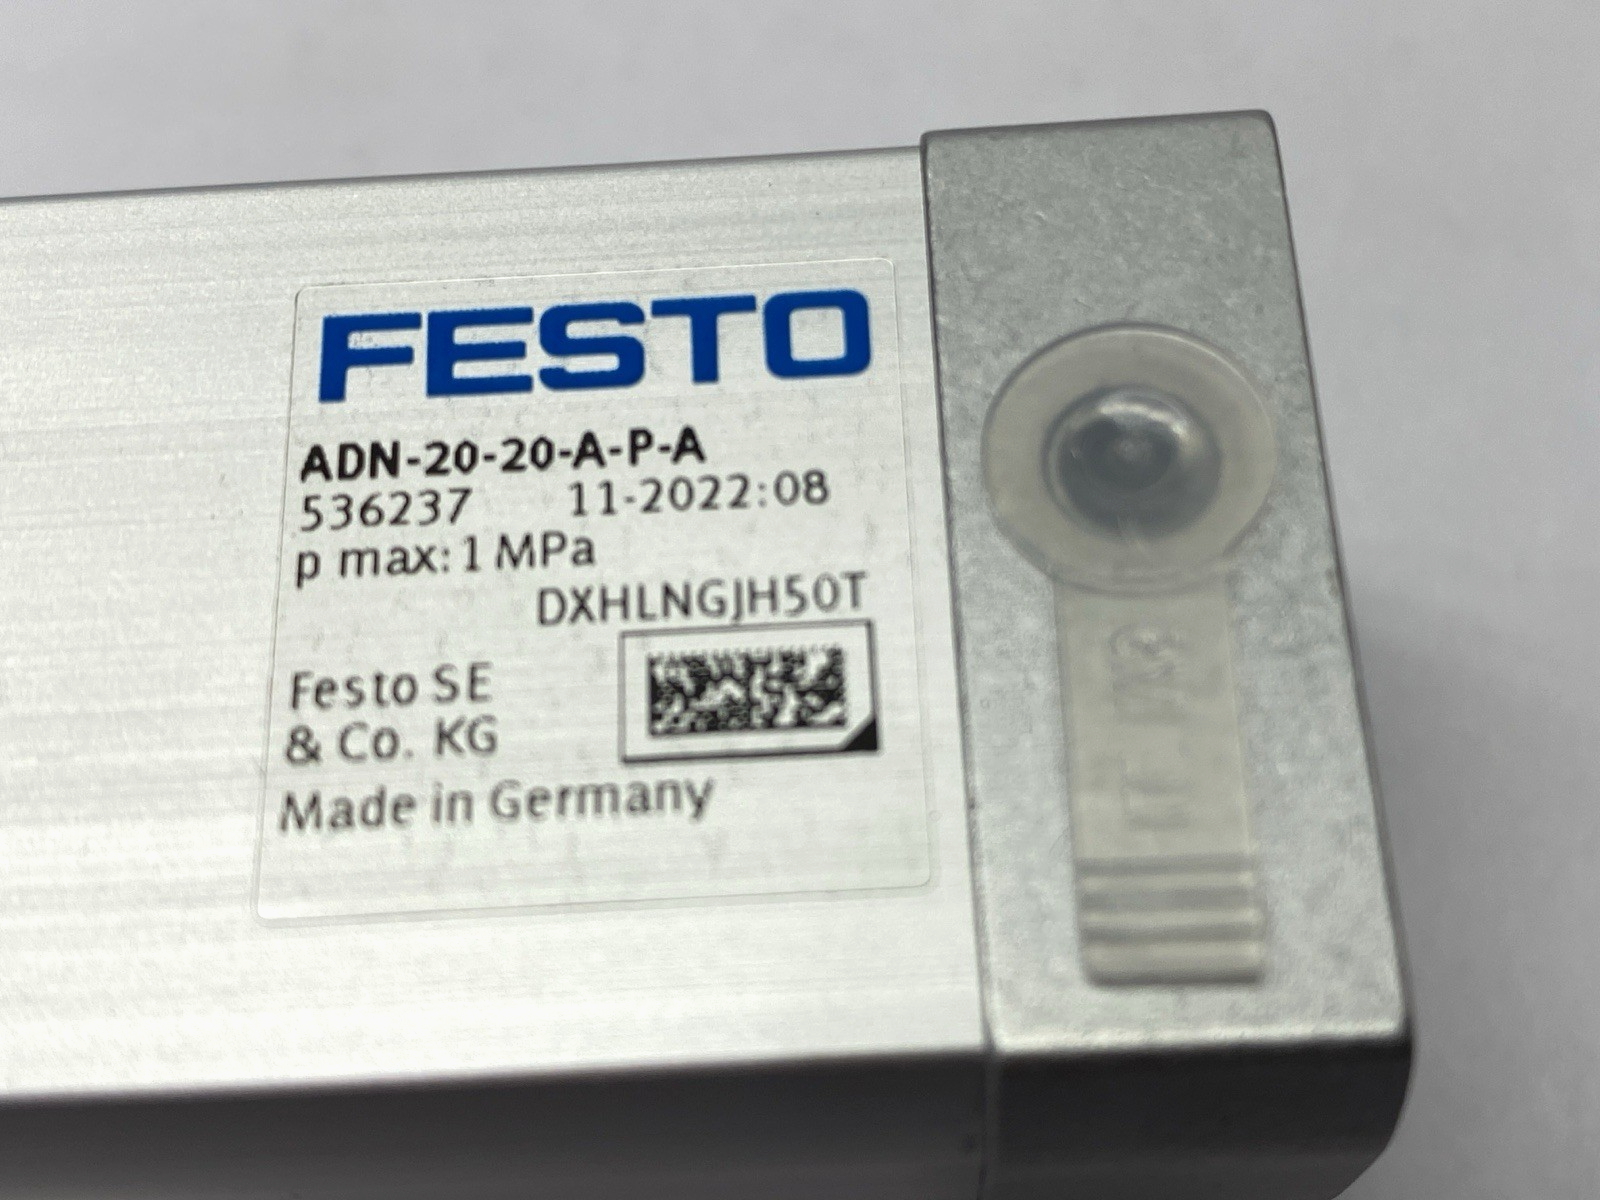 FESTO
ADN-20-20-A-P-A
536237 11-2022:08
p max: 1 MPa
DXHLNGJH50T
Festo SE
& Co. KG
Made in Germany